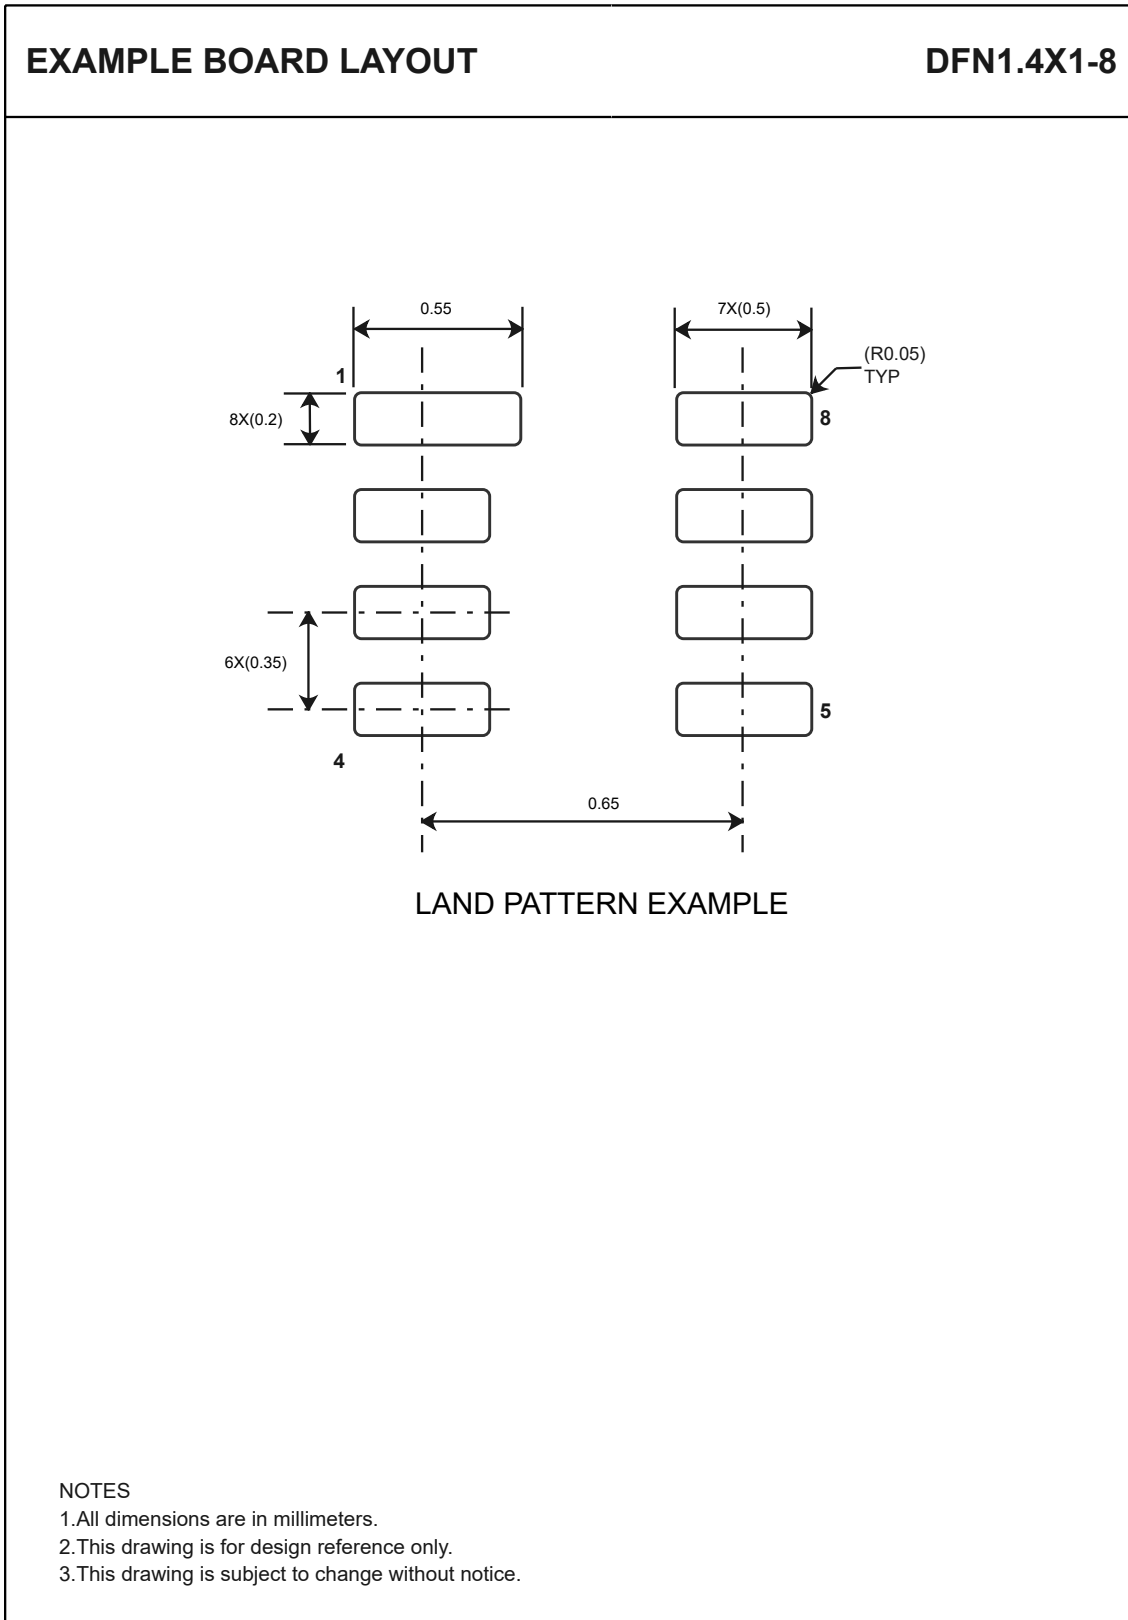 EXAMPLE BOARD LAYOUT
DFN1.4X1-8
0.55
7X(0.5)
(R0.05)
TYP
1
8X(0.2)
8
6X(0.35)
5
4
0.65
LAND PATTERN EXAMPLE
NOTES
1.All dimensions are in millimeters.
2.This drawing is for design reference only.
3.This drawing is subject to change without notice.